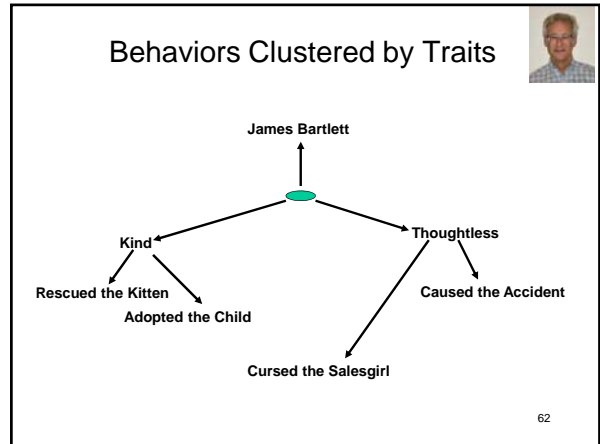 Behaviors Clustered by Traits
James Bartlett
Kind
Thoughtless
Rescued the Kitten
Caused the Accident
Adopted the Child
Cursed the Salesgirl
62